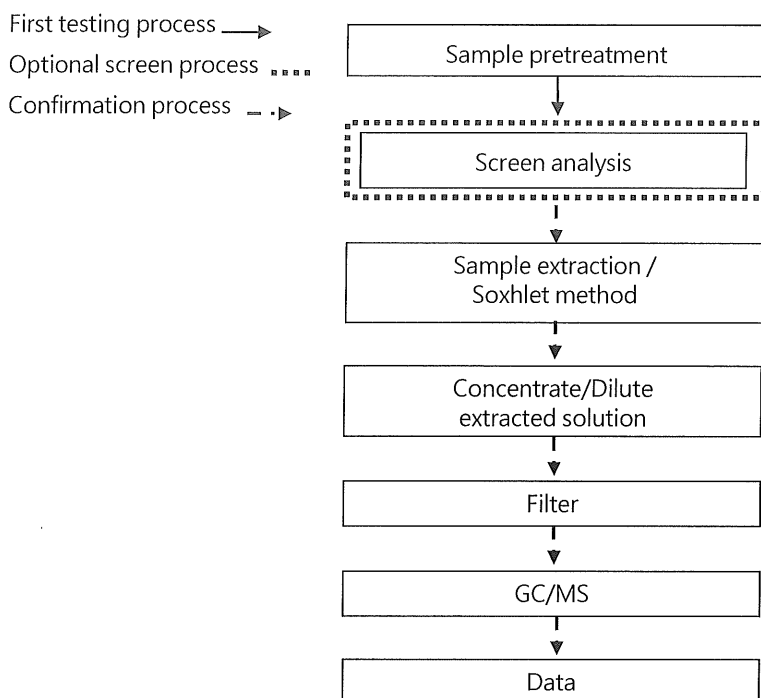 First testing process
Optional screen process
Confirmation process
Sample pretreatment
Screen analysis
Sample extraction /
Soxhlet method
Concentrate/Dilute
extracted solution
Filter
GC/MS
Data